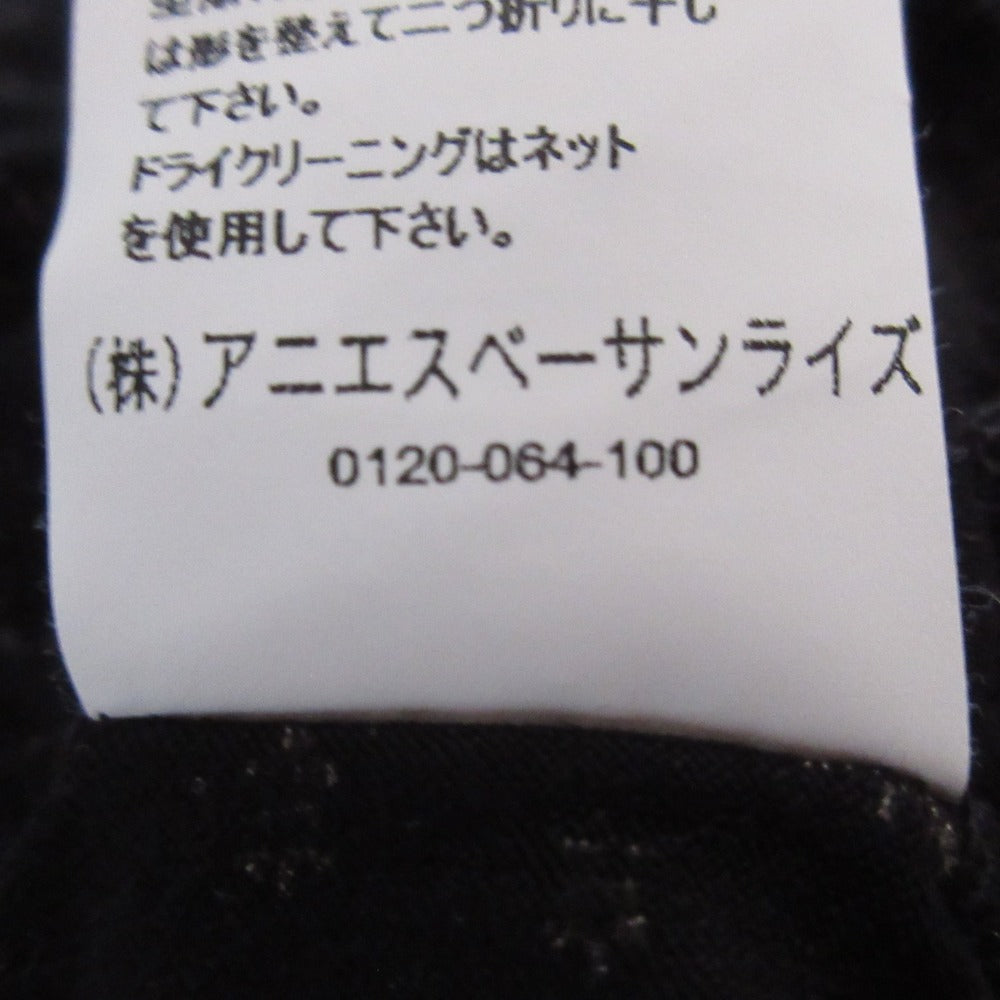 は形を整えて二つ折りに干し
て下さい。
ドライクリーニングはネット
を使用して下さい。
(株)アニエスベーサンライズ
0120-064-100